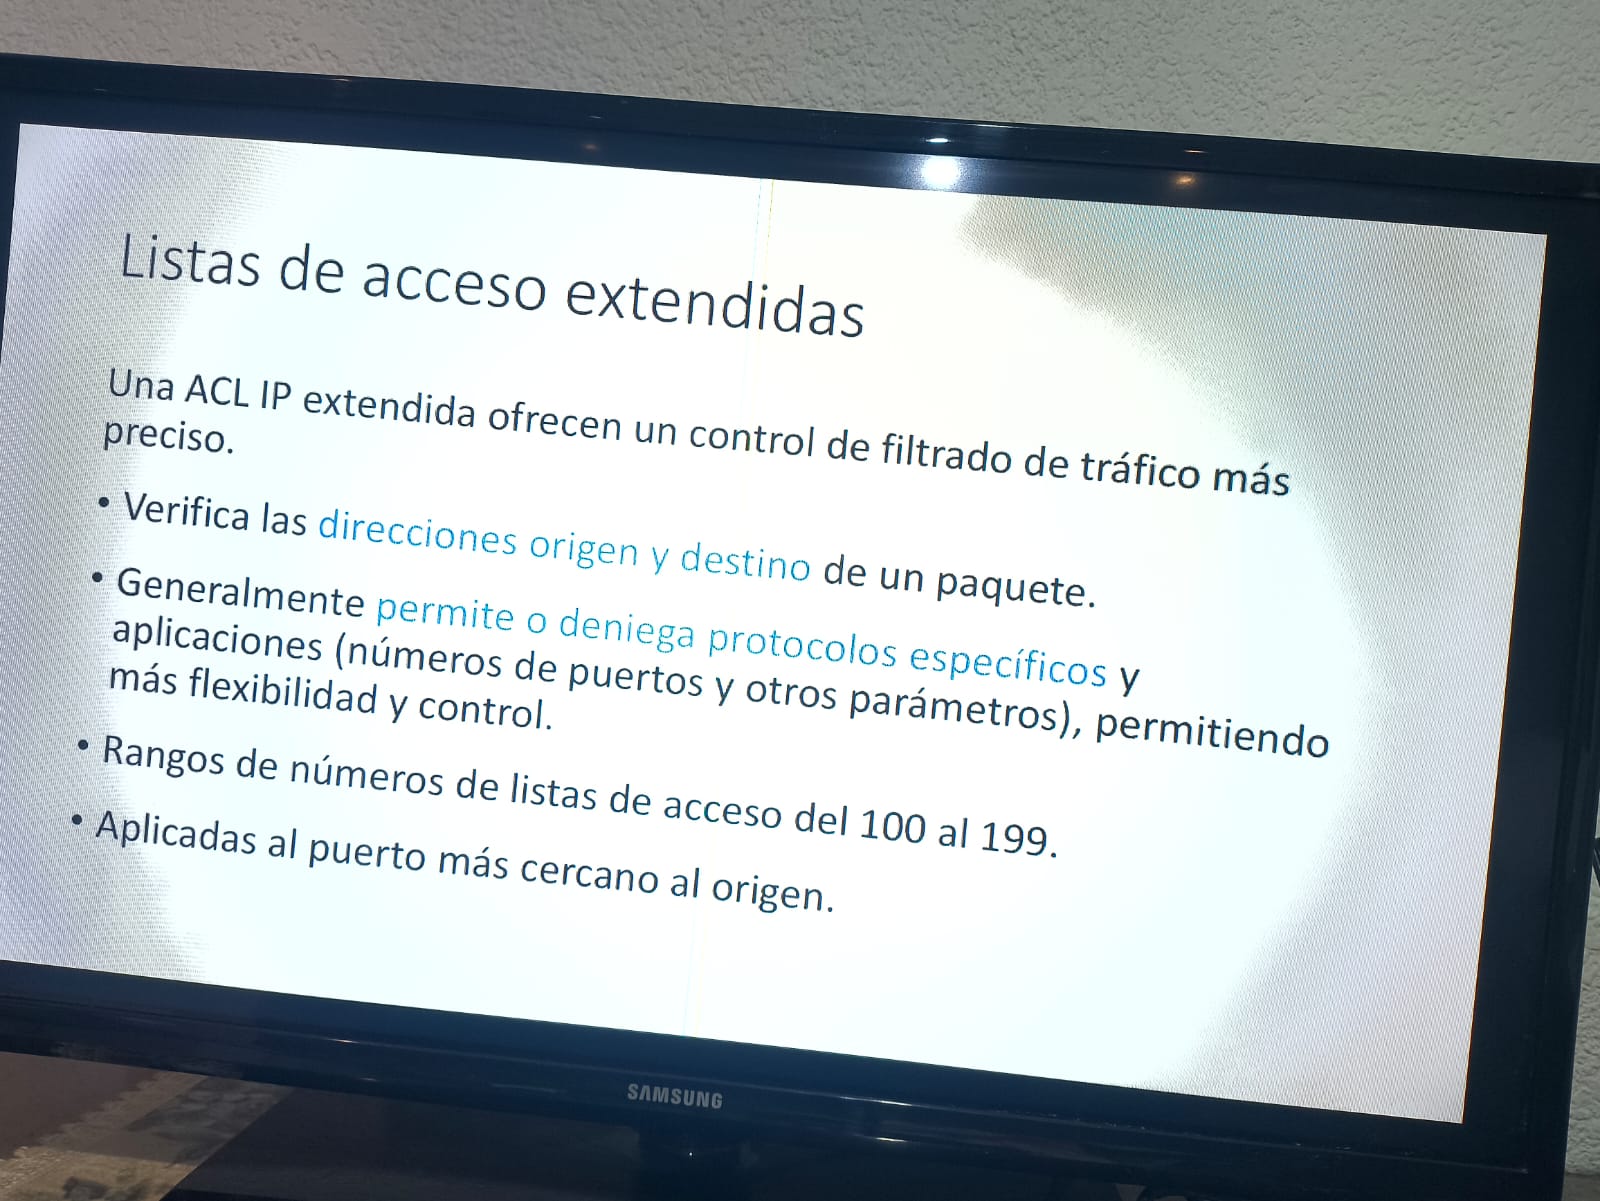 Listas de acceso extendidas
Una ACL IP extendida ofrecen un control de filtrado de tráfico más
preciso.
• Verifica las direcciones origen y destino de un paquete.
• Generalmente permite o deniega protocolos específicos y
aplicaciones (números de puertos y otros parámetros), permitiendo
más flexibilidad y control.
• Rangos de números de listas de acceso del 100 al 199.
• Aplicadas al puerto más cercano al origen.
SAMSUNG